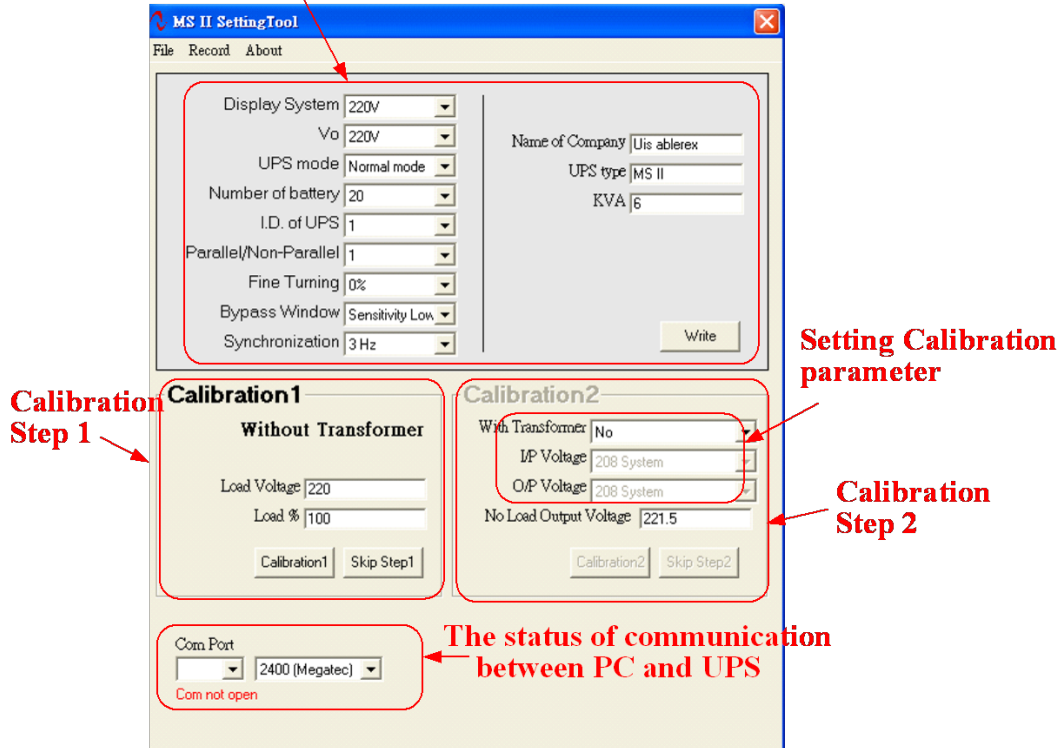 MS II SettingTool
File Record About
Display System 220V
Vo 220V
UPS mode Normal mode
Number of battery 20
I.D. of UPS 1
Parallel/Non-Parallel 1
Fine Turning 0%
Bypass Window Sensitivity Low
Synchronization 3 Hz
Name of Company Uis ablerex
UPS type MS II
KVA 6
Write
Setting Calibration
parameter
Calibration
Step 1
Calibration1
Without Transformer
Load Voltage 220
Load % 100
Calibration1 Skip Step1
Calibration2
With Transformer No
I/P Voltage 208 System
O/P Voltage 208 System
No Load Output Voltage 221.5
Calibration2 Skip Step2
Calibration
Step 2
Com Port
2400 (Megatec)
Com not open
The status of communication
between PC and UPS